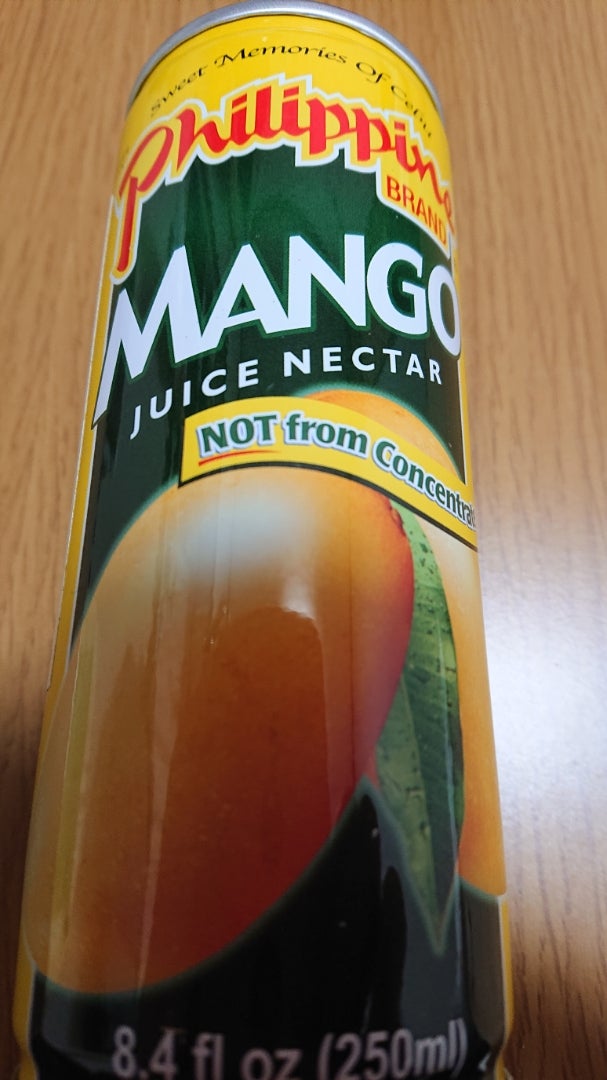 Sweet Memories Of Cebu
Philippine
BRAND
MANGO
JUICE NECTAR
NOT from Concentrat
8.4 fl oz (250ml)